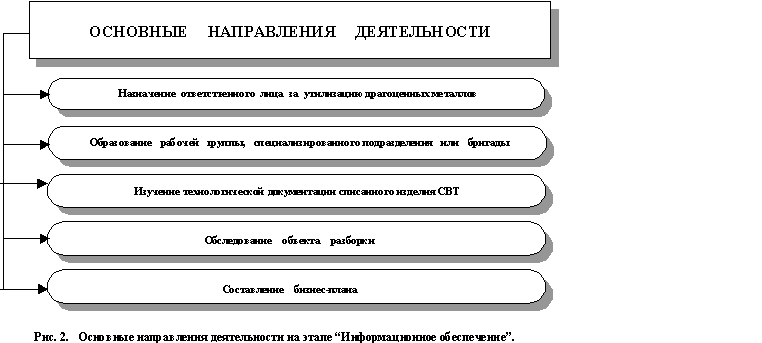 ОСНОВНЫЕ НАПРАВЛЕНИЯ ДЕЯТЕЛЬНОСТИ
Назначение ответственного лица за утилизацию драгоценных металлов
Образование рабочей группы, специализированного подразделения или бригады
Изучение технологической документации списанного изделия СВТ
Обследование объекта разборки
Составление бизнес-плана
Рис. 2. Основные направления деятельности на этапе “Информационное обеспечение”.